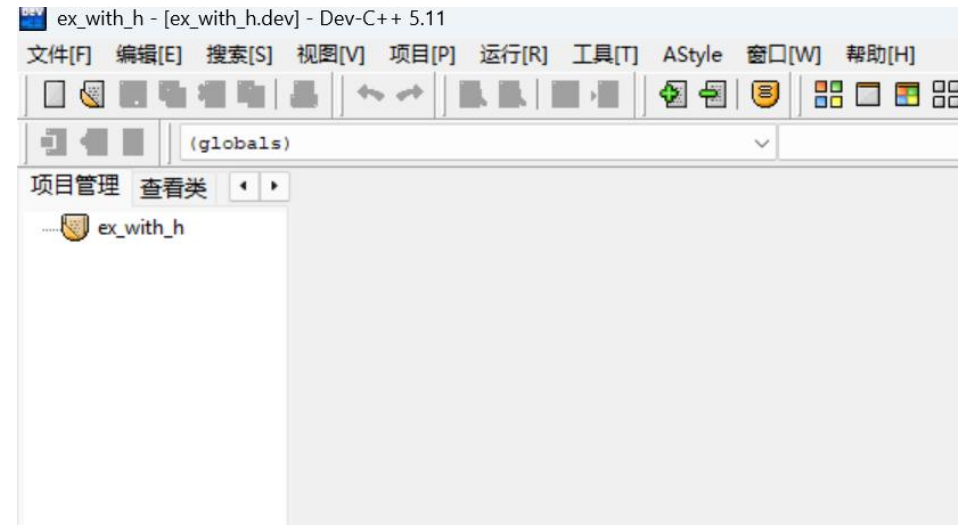 ex_with_h - [ex_with_h.dev] - Dev-C++ 5.11
文件[F] 编辑[E] 搜索[S] 视图[V] 项目[P] 运行[R] 工具[T] AStyle 窗口[W] 帮助[H]
(globals)
项目管理 查看类
ex_with_h